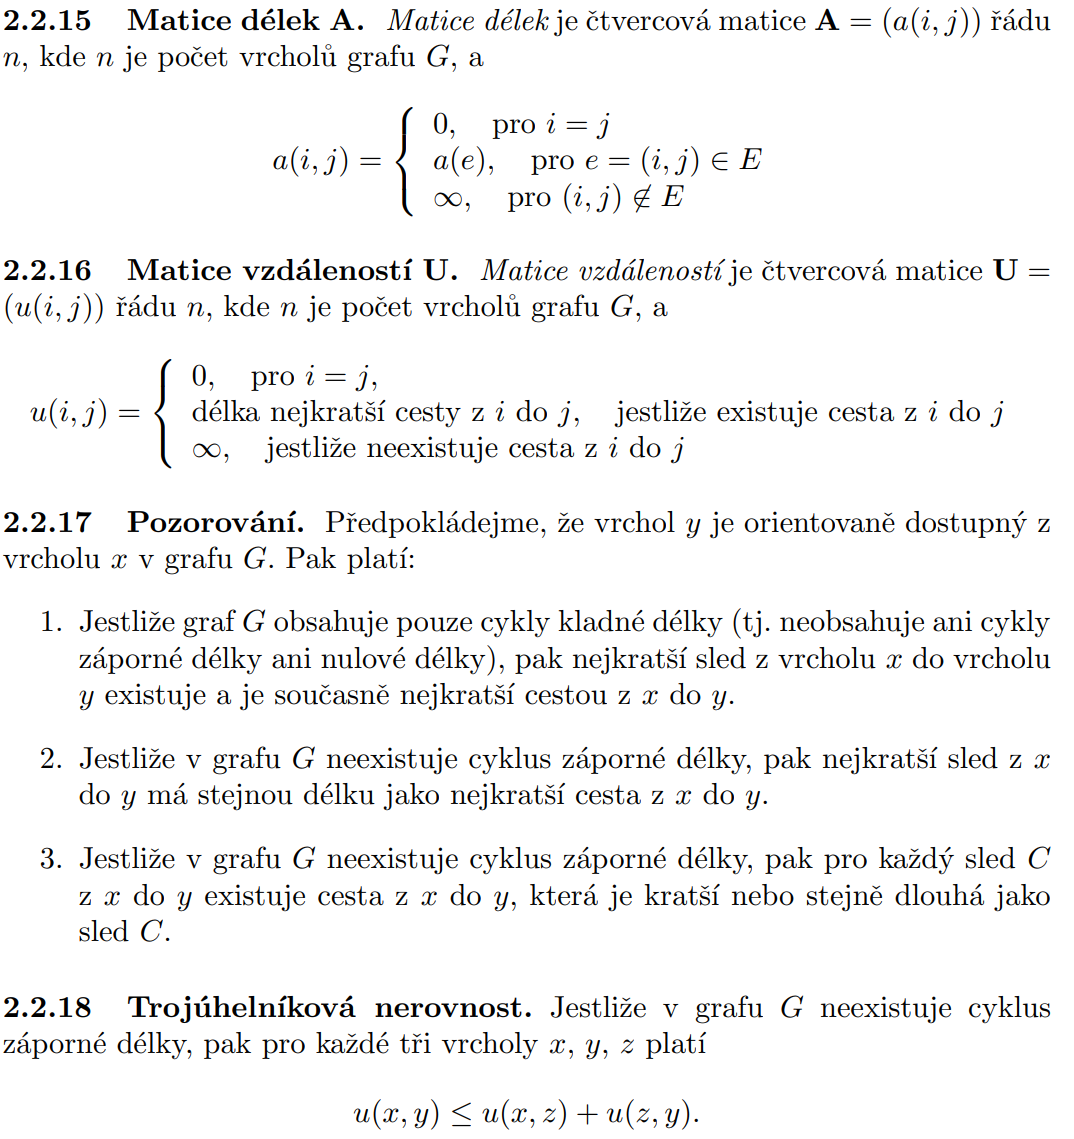 2.2.15 Matice délek A. Matice délek je čtvercová matice A = (a(i, j)) řádu
n, kde n je počet vrcholů grafu G, a
a(i, j) = {
0, pro i = j
a(e), pro e = (i, j) ∈ E
∞, pro (i, j) ∉ E
2.2.16 Matice vzdáleností U. Matice vzdáleností je čtvercová matice U =
(u(i, j)) řádu n, kde n je počet vrcholů grafu G, a
u(i, j) = {
0, pro i = j,
délka nejkratší cesty z i do j, jestliže existuje cesta z i do j
∞, jestliže neexistuje cesta z i do j
2.2.17 Pozorování. Předpokládejme, že vrchol y je orientovaně dostupný z
vrcholu x v grafu G. Pak platí:
1. Jestliže graf G obsahuje pouze cykly kladné délky (tj. neobsahuje ani cykly
záporné délky ani nulové délky), pak nejkratší sled z vrcholu x do vrcholu
y existuje a je současně nejkratší cestou z x do y.
2. Jestliže v grafu G neexistuje cyklus záporné délky, pak nejkratší sled z x
do y má stejnou délku jako nejkratší cesta z x do y.
3. Jestliže v grafu G neexistuje cyklus záporné délky, pak pro každý sled C
z x do y existuje cesta z x do y, která je kratší nebo stejně dlouhá jako
sled C.
2.2.18 Trojúhelníková nerovnost. Jestliže v grafu G neexistuje cyklus
záporné délky, pak pro každé tři vrcholy x, y, z platí
u(x, y) ≤ u(x, z) + u(z, y).